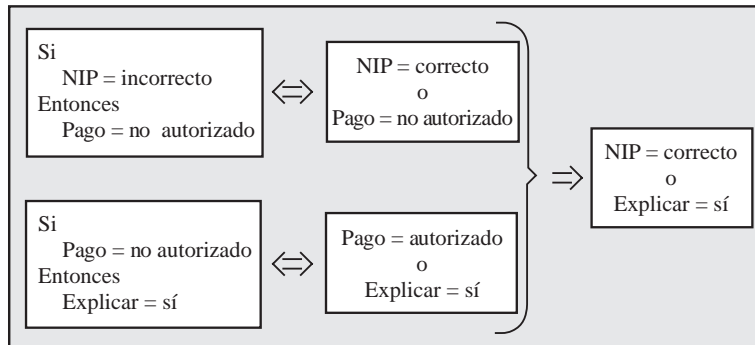 Si
NIP = incorrecto
Entonces
Pago = no autorizado
NIP = correcto
o
Pago = no autorizado
Si
Pago = no autorizado
Entonces
Explicar = sí
Pago = autorizado
o
Explicar = sí
NIP = correcto
o
Explicar = sí